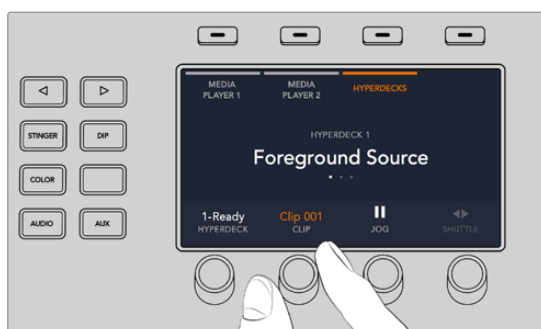 MEDIA PLAYER 1
MEDIA PLAYER 2
HYPERDECKS
STINGER
DIP
HYPERDECK 1
Foreground Source
COLOR
AUDIO
AUX
1-Ready
Clip 001
HYPERDECK
CLIP
JOG
SHUTTLE